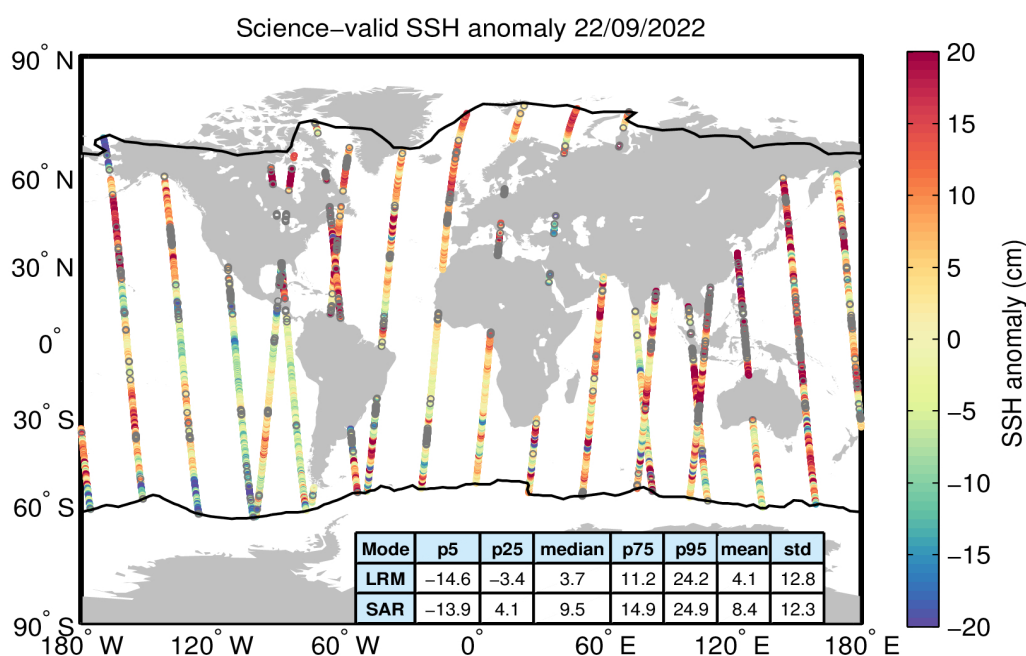 Science−valid SSH anomaly 22/09/2022
90° N
60° N
30° N
0°
30° S
60° S
90° S
180° W
120° W
60° W
0°
60° E
120° E
180° E
Mode p5 p25 median p75 p95 mean std
LRM −14.6 −3.4 3.7 11.2 24.2 4.1 12.8
SAR −13.9 4.1 9.5 14.9 24.9 8.4 12.3
20
15
10
5
0
−5
−10
−15
−20
SSH anomaly (cm)